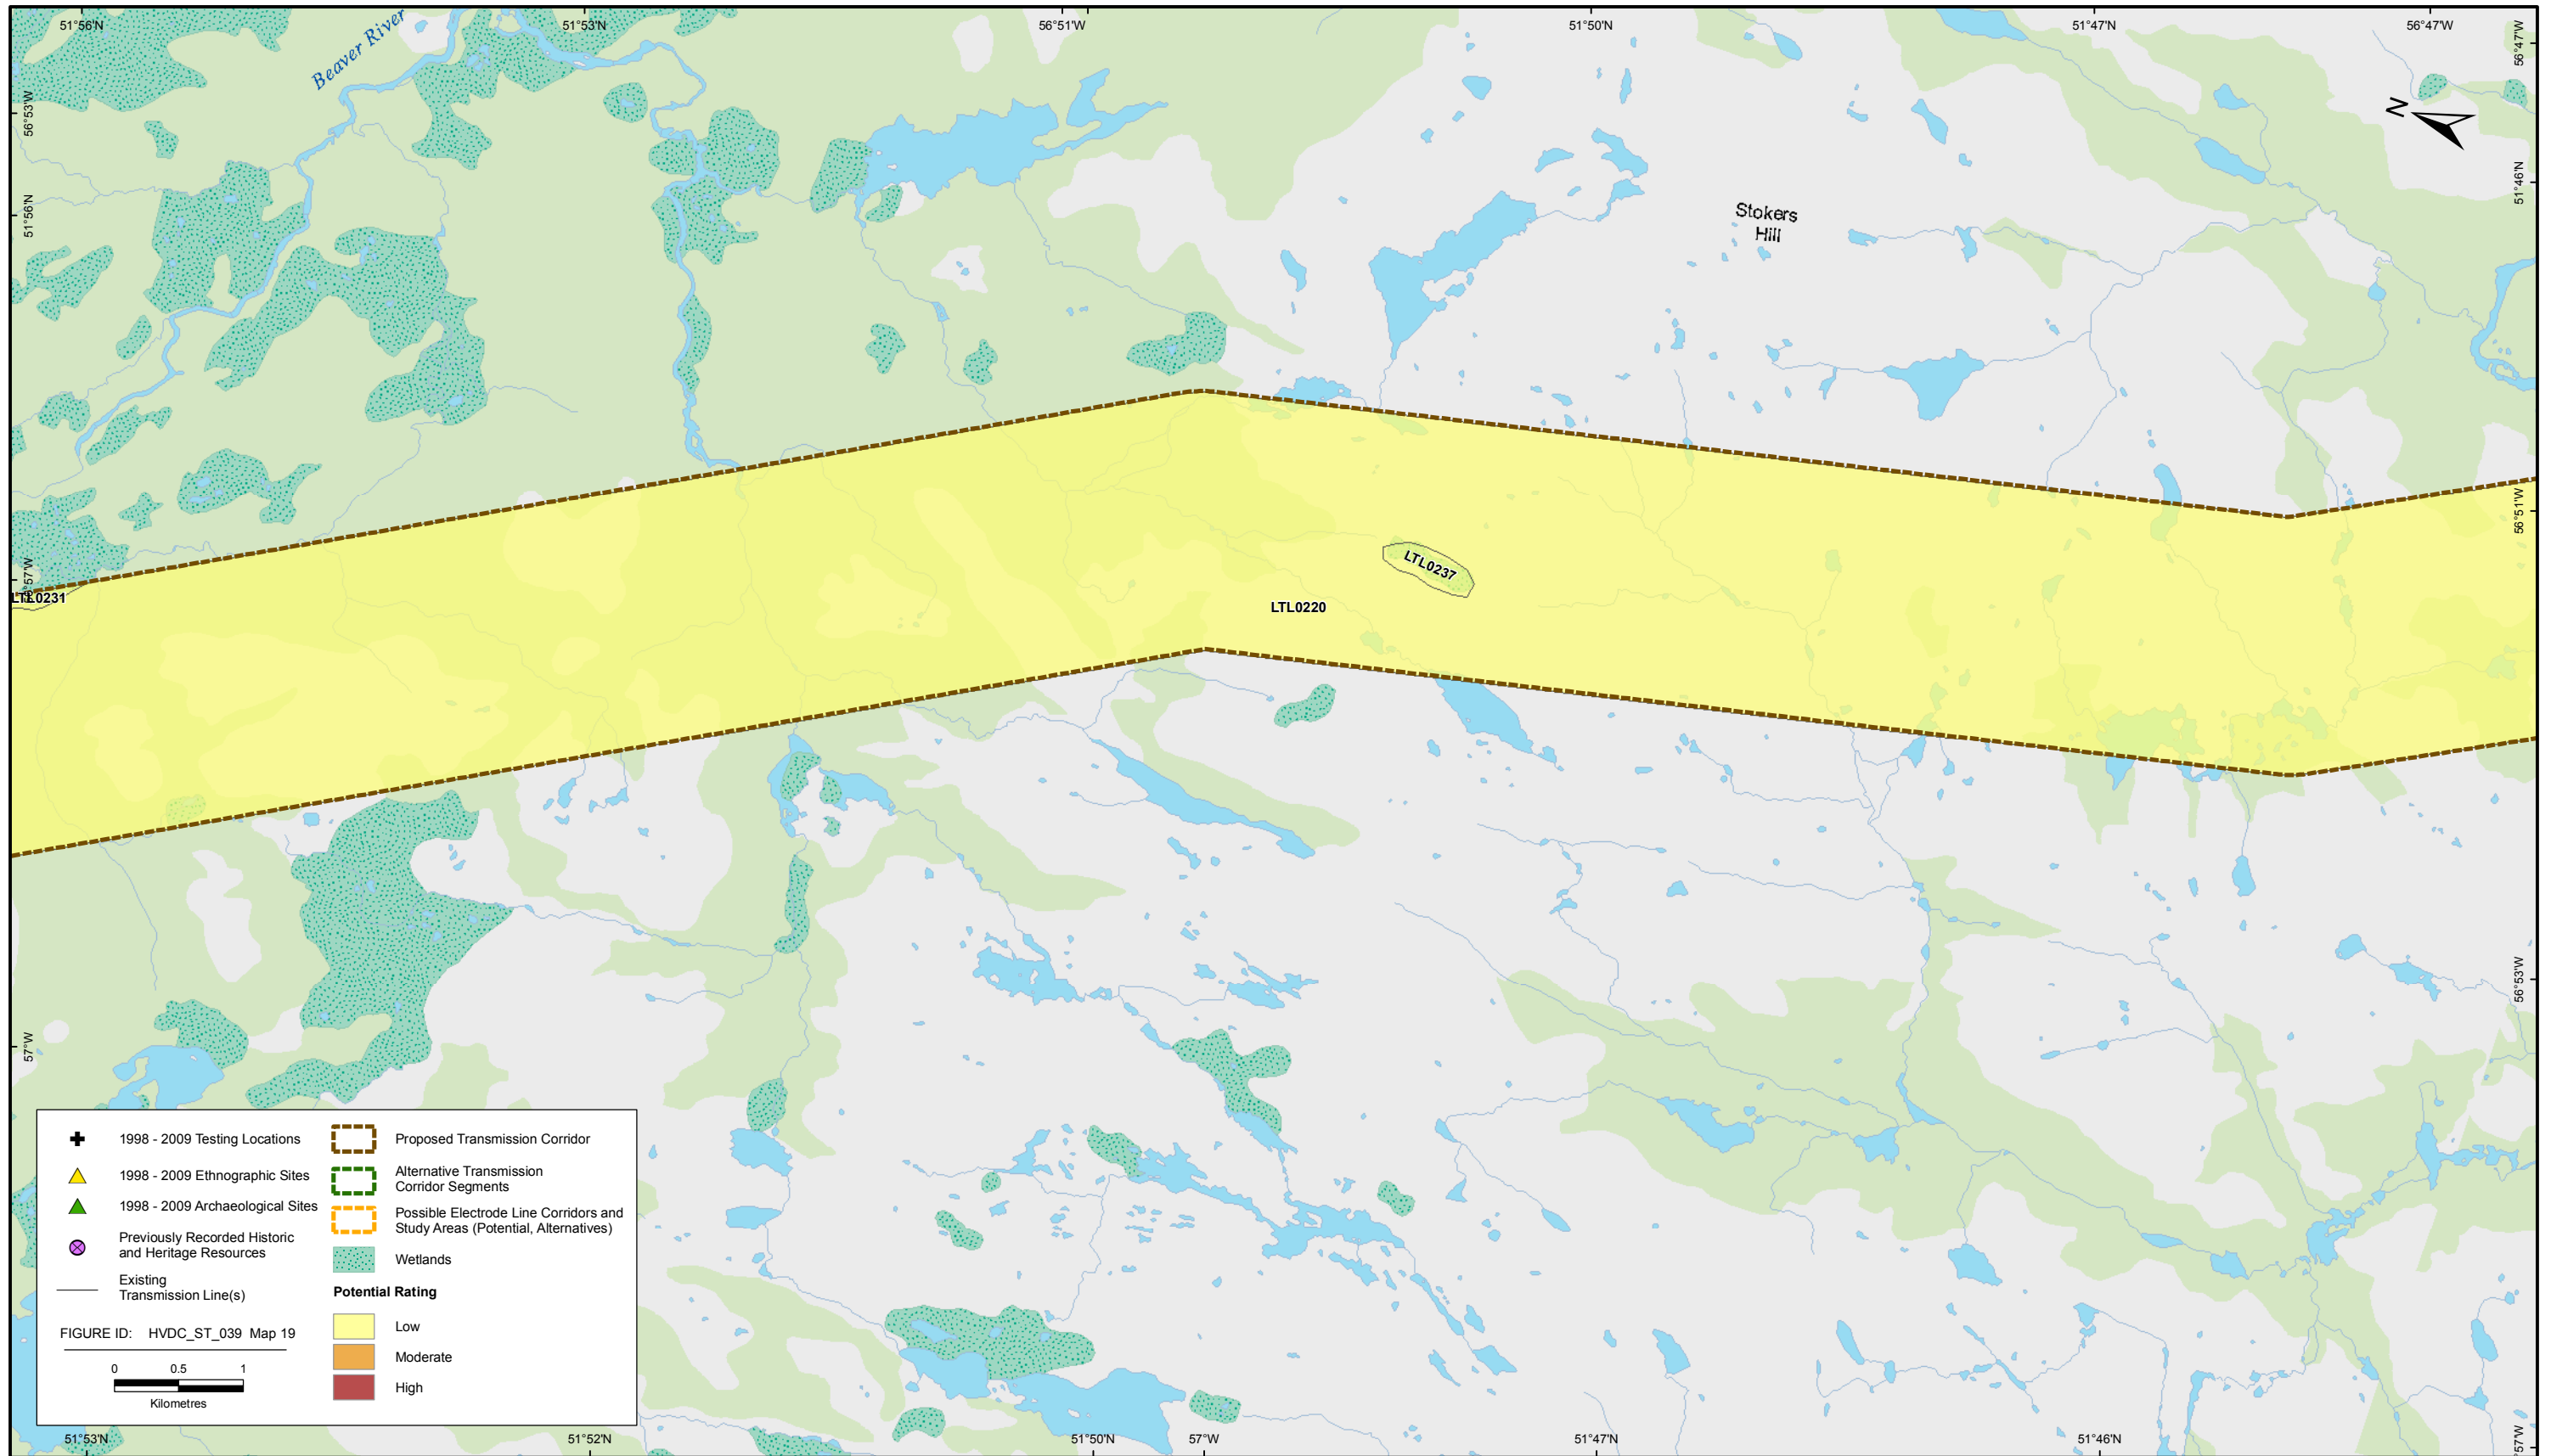 51°56'N
51°53'N
56°51'W
51°50'N
51°47'N
56°47'W
56°47'W
Beaver River
N
56°53'W
51°46'N
51°56'N
Stokers
Hill
56°51'W
LTL0237
LTL0231
LTL0220
56°53'W
57°W
1998 - 2009 Testing Locations
1998 - 2009 Ethnographic Sites
1998 - 2009 Archaeological Sites
Previously Recorded Historic
and Heritage Resources
Existing
Transmission Line(s)
FIGURE ID: HVDC_ST_039 Map 19
0 0.5 1
Kilometres
Proposed Transmission Corridor
Alternative Transmission
Corridor Segments
Possible Electrode Line Corridors and
Study Areas (Potential, Alternatives)
Wetlands
Potential Rating
Low
Moderate
High
51°53'N
51°52'N
51°50'N
57°W
51°47'N
51°46'N
57°W